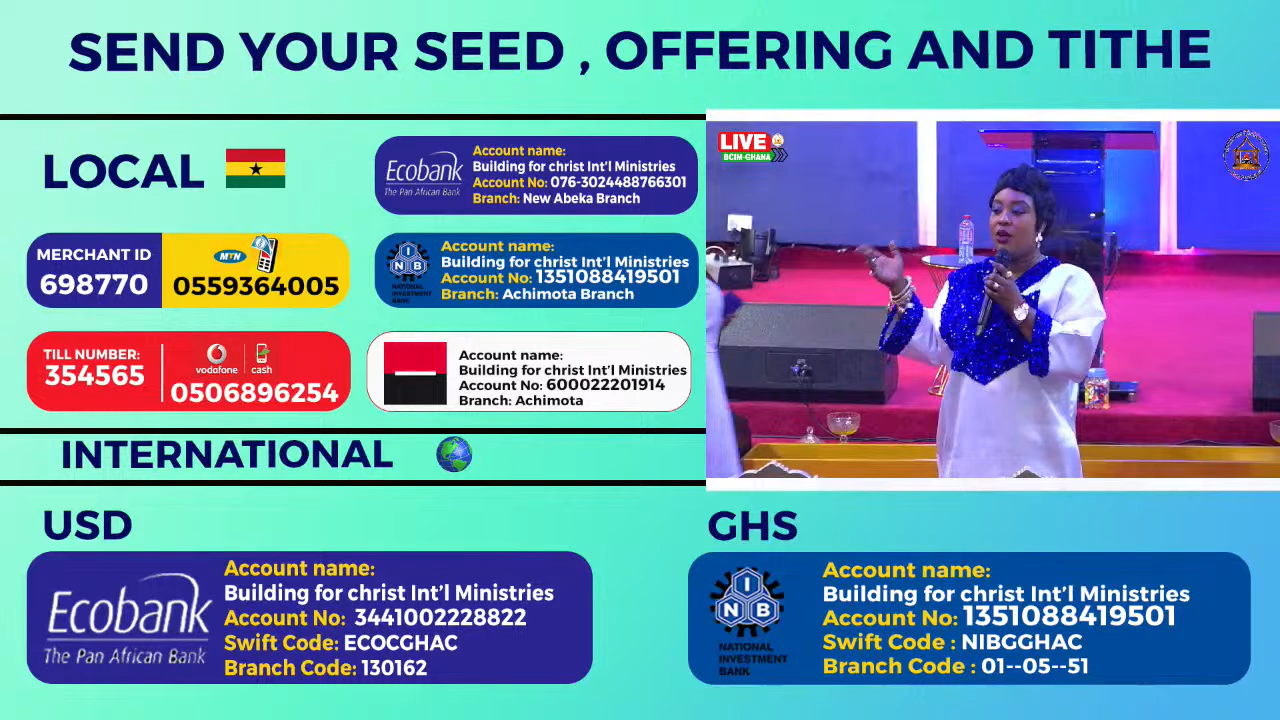 SEND YOUR SEED , OFFERING AND TITHE
LOCAL
Ecobank
The Pan African Bank
Account name:
Building for christ Int'l Ministries
Account No: 076-3024488766301
Branch: New Abeka Branch
MERCHANT ID
698770
MTN
0559364005
INB
NATIONAL
INVESTMENT
BANK
Account name:
Building for christ Int'l Ministries
Account No: 1351088419501
Branch: Achimota Branch
TILL NUMBER:
354565
vodafone
cash
0506896254
Account name:
Building for christ Int'l Ministries
Account No: 600022201914
Branch: Achimota
LIVE
BCIM-GHANA
INTERNATIONAL
USD
Ecobank
The Pan African Bank
Account name:
Building for christ Int'l Ministries
Account No: 3441002228822
Swift Code: ECOCGHAC
Branch Code: 130162
GHS
INB
NATIONAL
INVESTMENT
BANK
Account name:
Building for christ Int'l Ministries
Account No: 1351088419501
Swift Code : NIBGGHAC
Branch Code : 01--05--51